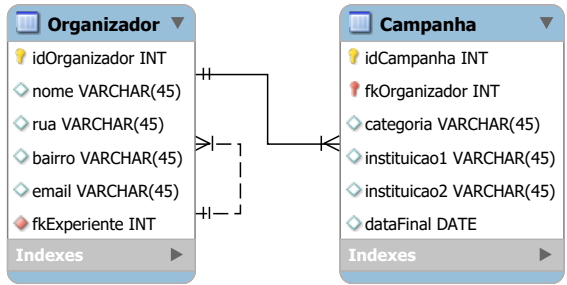 Organizador
idOrganizador INT
nome VARCHAR(45)
rua VARCHAR(45)
bairro VARCHAR(45)
email VARCHAR(45)
fkExperiente INT
Indexes
Campanha
idCampanha INT
fkOrganizador INT
categoria VARCHAR(45)
instituicao1 VARCHAR(45)
instituicao2 VARCHAR(45)
dataFinal DATE
Indexes